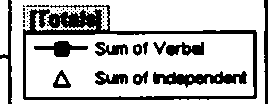 [Totals]
Sum of Verbal
Sum of Independent